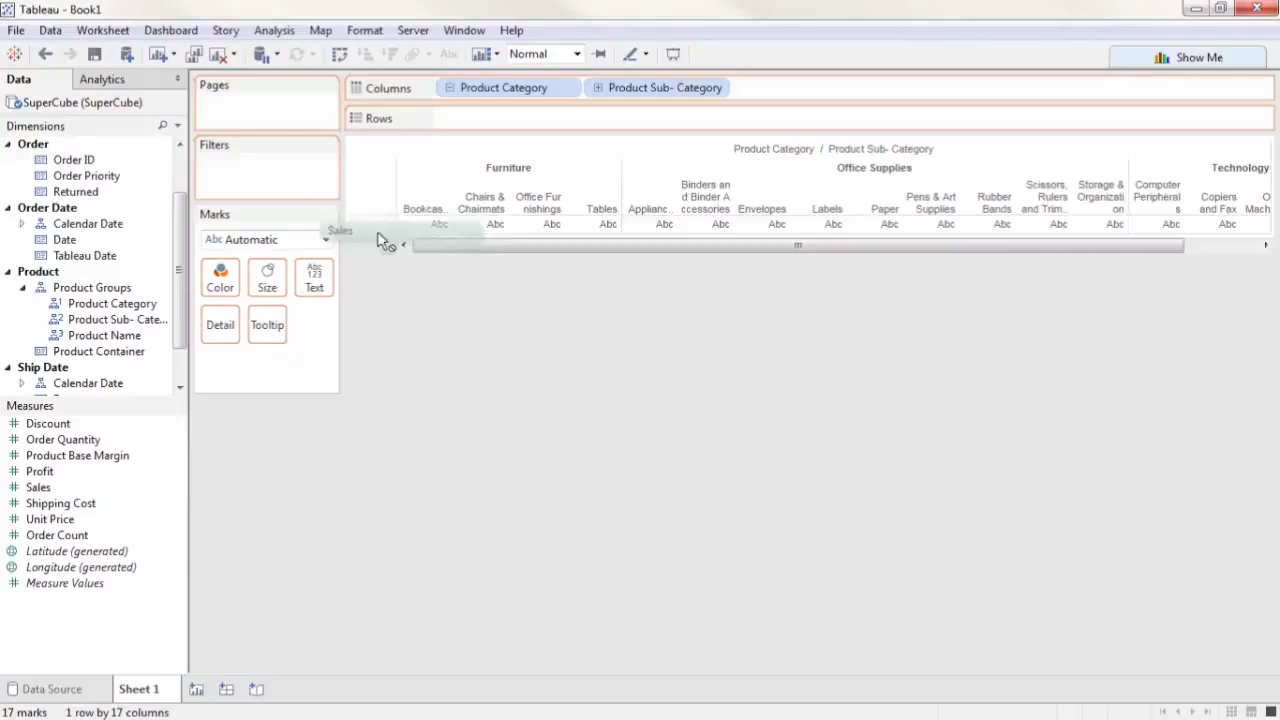 Tableau - Book1
File Data Worksheet Dashboard Story Analysis Map Format Server Window Help
Abc Normal Show Me
Data Analytics Pages Columns Product Category Product Sub- Category
SuperCube (SuperCube)
Dimensions Rows
Order
Order ID
Order Priority
Returned
Order Date
Calendar Date
Date
Tableau Date
Product
Product Groups
Product Category
Product Sub- Cate...
Product Name
Product Container
Ship Date
Calendar Date
Measures
Discount
Order Quantity
Product Base Margin
Profit
Sales
Shipping Cost
Unit Price
Order Count
Latitude (generated)
Longitude (generated)
Measure Values
Filters
Marks
Abc Automatic
Color Size Abc 123 Text
Detail Tooltip
Sales
Product Category / Product Sub- Category
Furniture Office Supplies Technology
Bookcas.. Chairs & Chairmats Office Fur nishings Tables Applianc.. Binders an d Binder A ccessories Envelopes Labels Paper Pens & Art Supplies Rubber Bands Scissors, Rulers and Trim.. Storage & Organizati on Computer Peripheral s Copiers and Fax O Mach
Abc Abc Abc Abc Abc Abc Abc Abc Abc Abc Abc Abc Abc Abc Abc
Data Source Sheet 1
17 marks 1 row by 17 columns